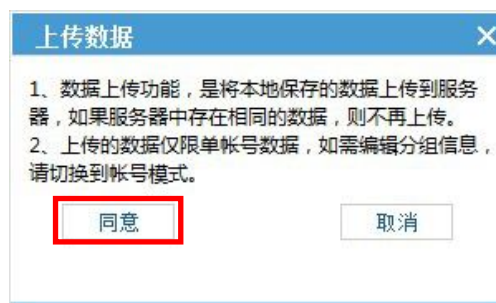 上传数据
1、数据上传功能，是将本地保存的数据上传到服务
器，如果服务器中存在相同的数据，则不再上传。
2、上传的数据仅限单帐号数据，如需编辑分组信息，
请切换到帐号模式。
同意 取消